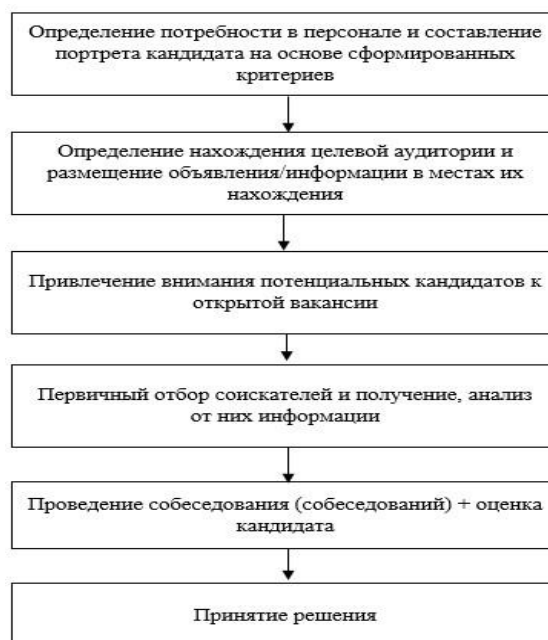 Определение потребности в персонале и составление
портрета кандидата на основе сформированных
критериев
Определение нахождения целевой аудитории и
размещение объявления/информации в местах их
нахождения
Привлечение внимания потенциальных кандидатов к
открытой вакансии
Первичный отбор соискателей и получение, анализ
от них информации
Проведение собеседования (собеседований) + оценка
кандидата
Принятие решения